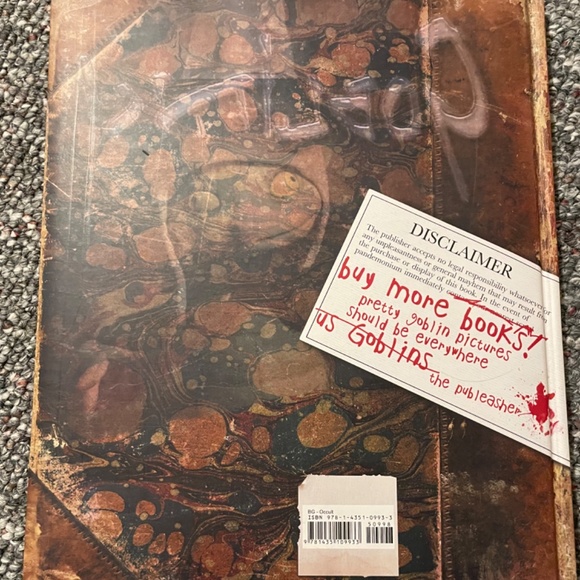 DISCLAIMER
The publisher accepts no legal responsibility whatsoever for
any unpleasantness or general mayhem that may result from
the purchase or display of this book. In the event of
pandemonium immediately
buy more books!
pretty goblin pictures
should be everywhere
us Goblins
the publeasher
BG - Occult
ISBN 978-1-4351-0993-3
50998
9781435109933